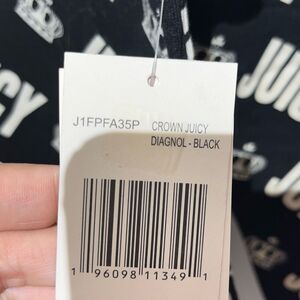 JUICY
J1FPFA35P CROWN JUICY
DIAGNOL - BLACK
1 96098 11349 1